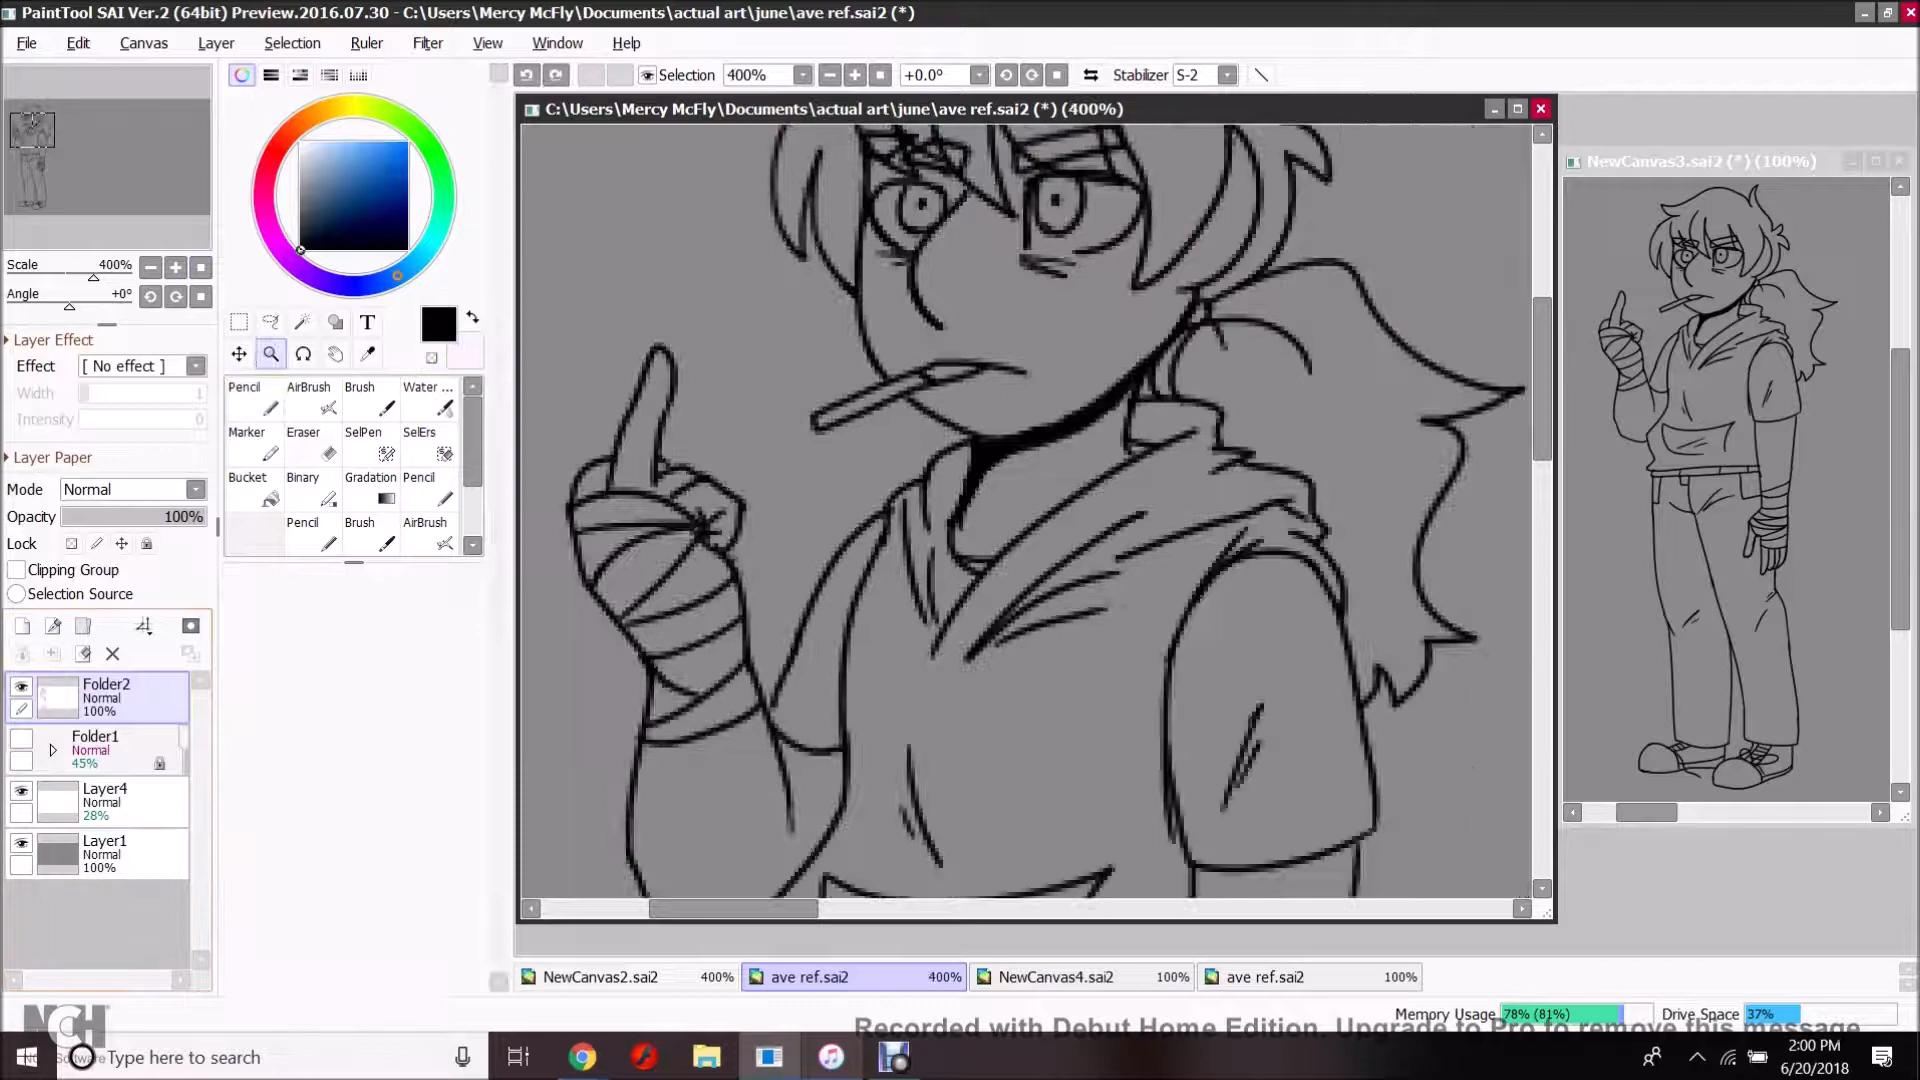 PaintTool SAI Ver.2 (64bit) Preview.2016.07.30 - C:\Users\Mercy McFly\Documents\actual art\june\ave ref.sai2 (*)
File Edit Canvas Layer Selection Ruler Filter View Window Help
Selection 400% +0.0° Stabilizer S-2
C:\Users\Mercy McFly\Documents\actual art\june\ave ref.sai2 (*) (400%)
NewCanvas3.sai2 (*) (100%)
Scale 400%
Angle +0°
Layer Effect
Effect [ No effect ]
Width 1
Intensity 0
Layer Paper
Mode Normal
Opacity 100%
Lock
Clipping Group
Selection Source
T
Pencil AirBrush Brush Water ...
Marker Eraser SelPen SelErs
Bucket Binary Gradation Pencil
Pencil Brush AirBrush
Folder2
Normal
100%
Folder1
Normal
45%
Layer4
Normal
28%
Layer1
Normal
100%
NewCanvas2.sai2 400% ave ref.sai2 400% NewCanvas4.sai2 100% ave ref.sai2 100%
Memory Usage 78% (81%) Drive Space 37%
Recorded with Debut Home Edition. Upgrade to Pro to remove this message
NCH
Software
Type here to search
2:00 PM
6/20/2018